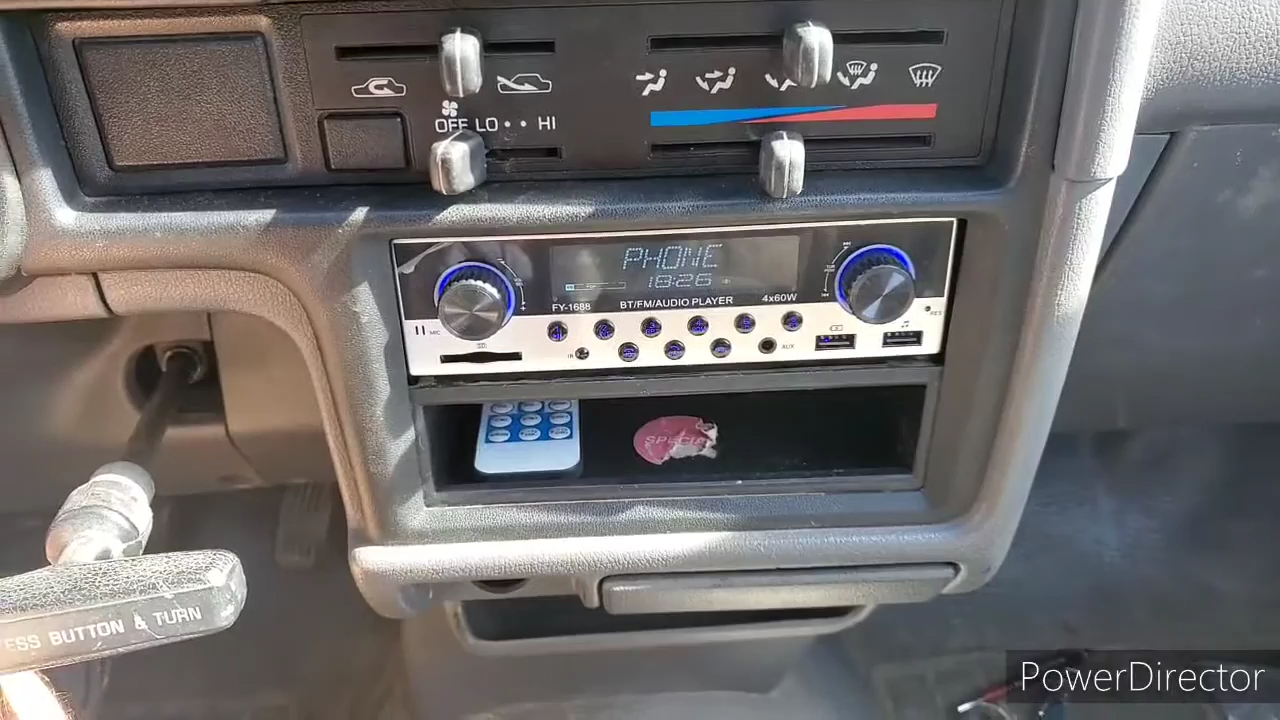 OFF LO • • HI
PHONE
18:26
FY-1688 BT/FM/AUDIO PLAYER 4x60W
MIC
RES
IR
AUX
SPECIAL
ESS BUTTON & TURN
PowerDirector